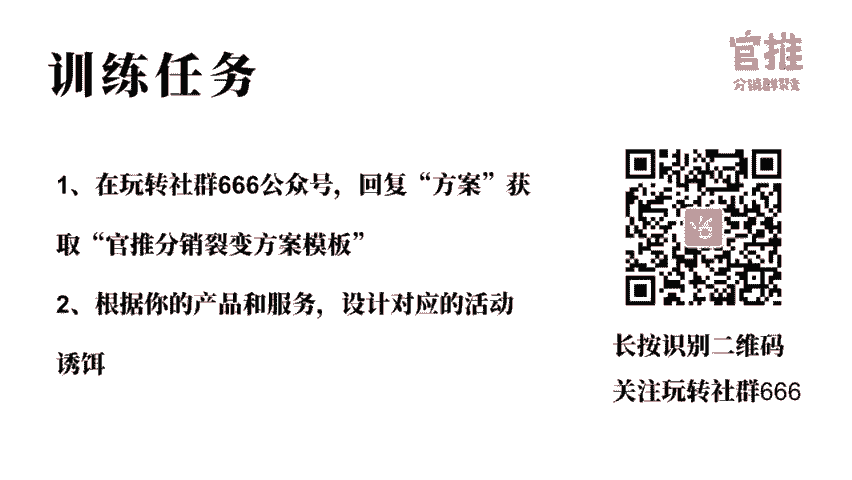 训练任务
官推
分销群裂变
1、在玩转社群666公众号，回复“方案”获
取“官推分销裂变方案模板”
2、根据你的产品和服务，设计对应的活动
诱饵
长按识别二维码
关注玩转社群666